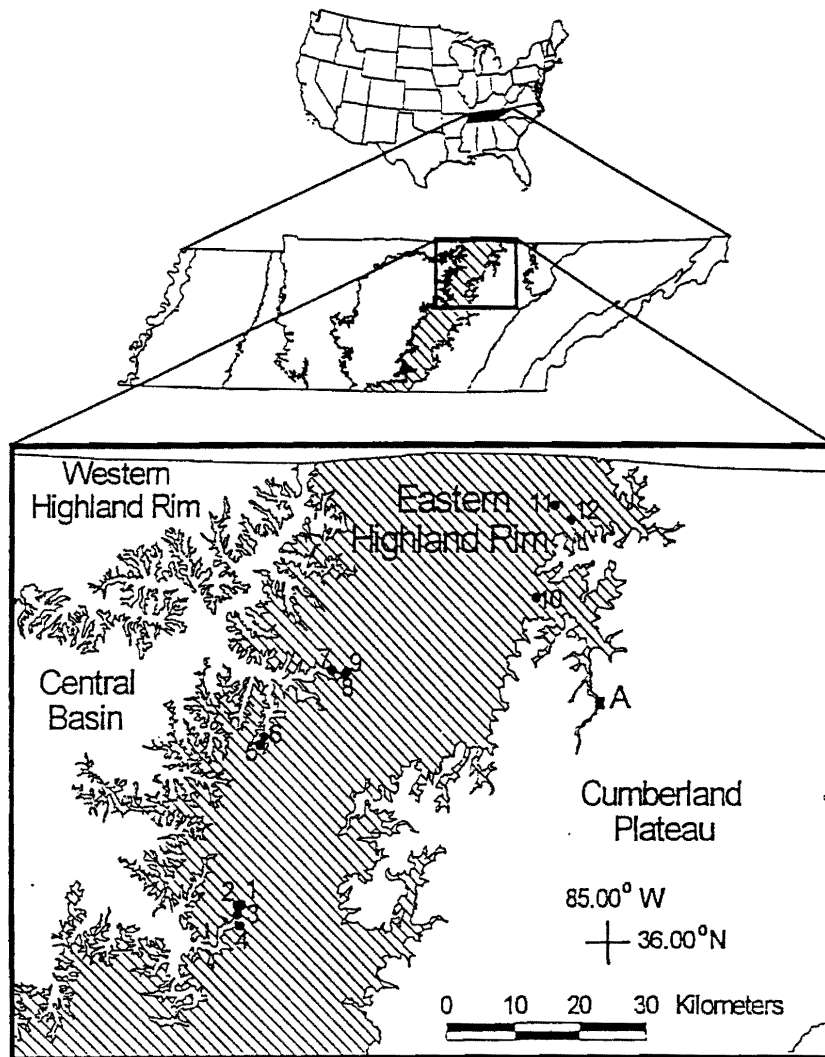 Western
Highland Rim
Eastern
Highland Rim
11
12
10
7
9
8
Central
Basin
6
5
A
Cumberland
Plateau
2
1
3
4
85.00° W
36.00°N
0 10 20 30 Kilometers